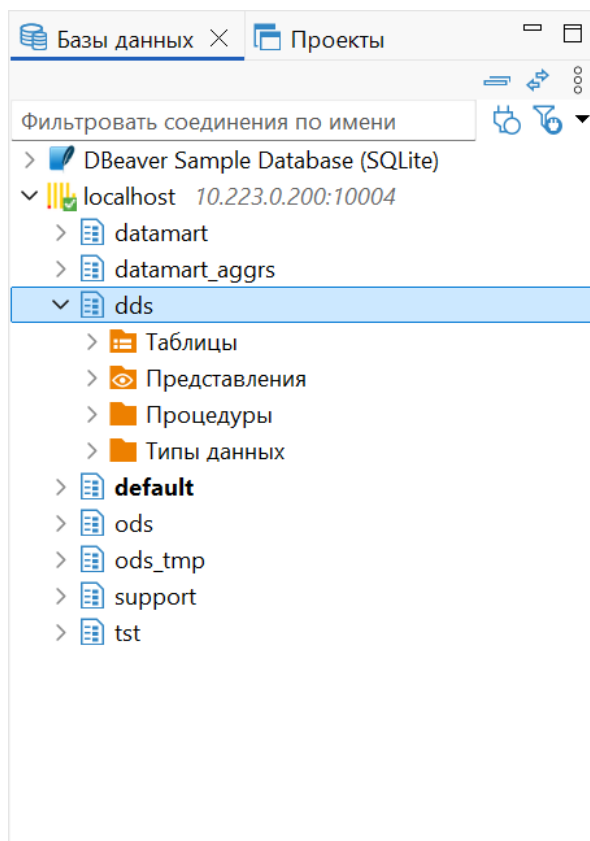 Базы данных Проекты
Фильтровать соединения по имени
DBeaver Sample Database (SQLite)
localhost 10.223.0.200:10004
datamart
datamart_aggrs
dds
Таблицы
Представления
Процедуры
Типы данных
default
ods
ods_tmp
support
tst